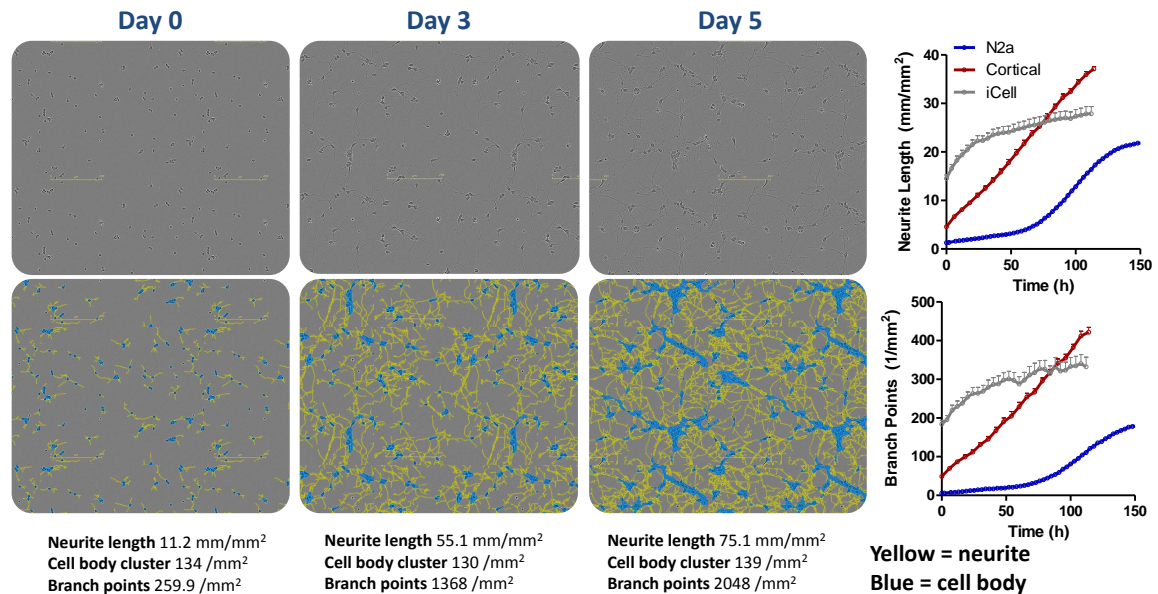 Day 0
Day 3
Day 5
Neurite length 11.2 mm/mm²
Cell body cluster 134 /mm²
Branch points 259.9 /mm²
Neurite length 55.1 mm/mm²
Cell body cluster 130 /mm²
Branch points 1368 /mm²
Neurite length 75.1 mm/mm²
Cell body cluster 139 /mm²
Branch points 2048 /mm²
Neurite Length (mm/mm²)
40
30
20
10
0
N2a
Cortical
iCell
0 50 100 150
Time (h)
Branch Points (1/mm²)
500
400
300
200
100
0
0 50 100 150
Time (h)
Yellow = neurite
Blue = cell body